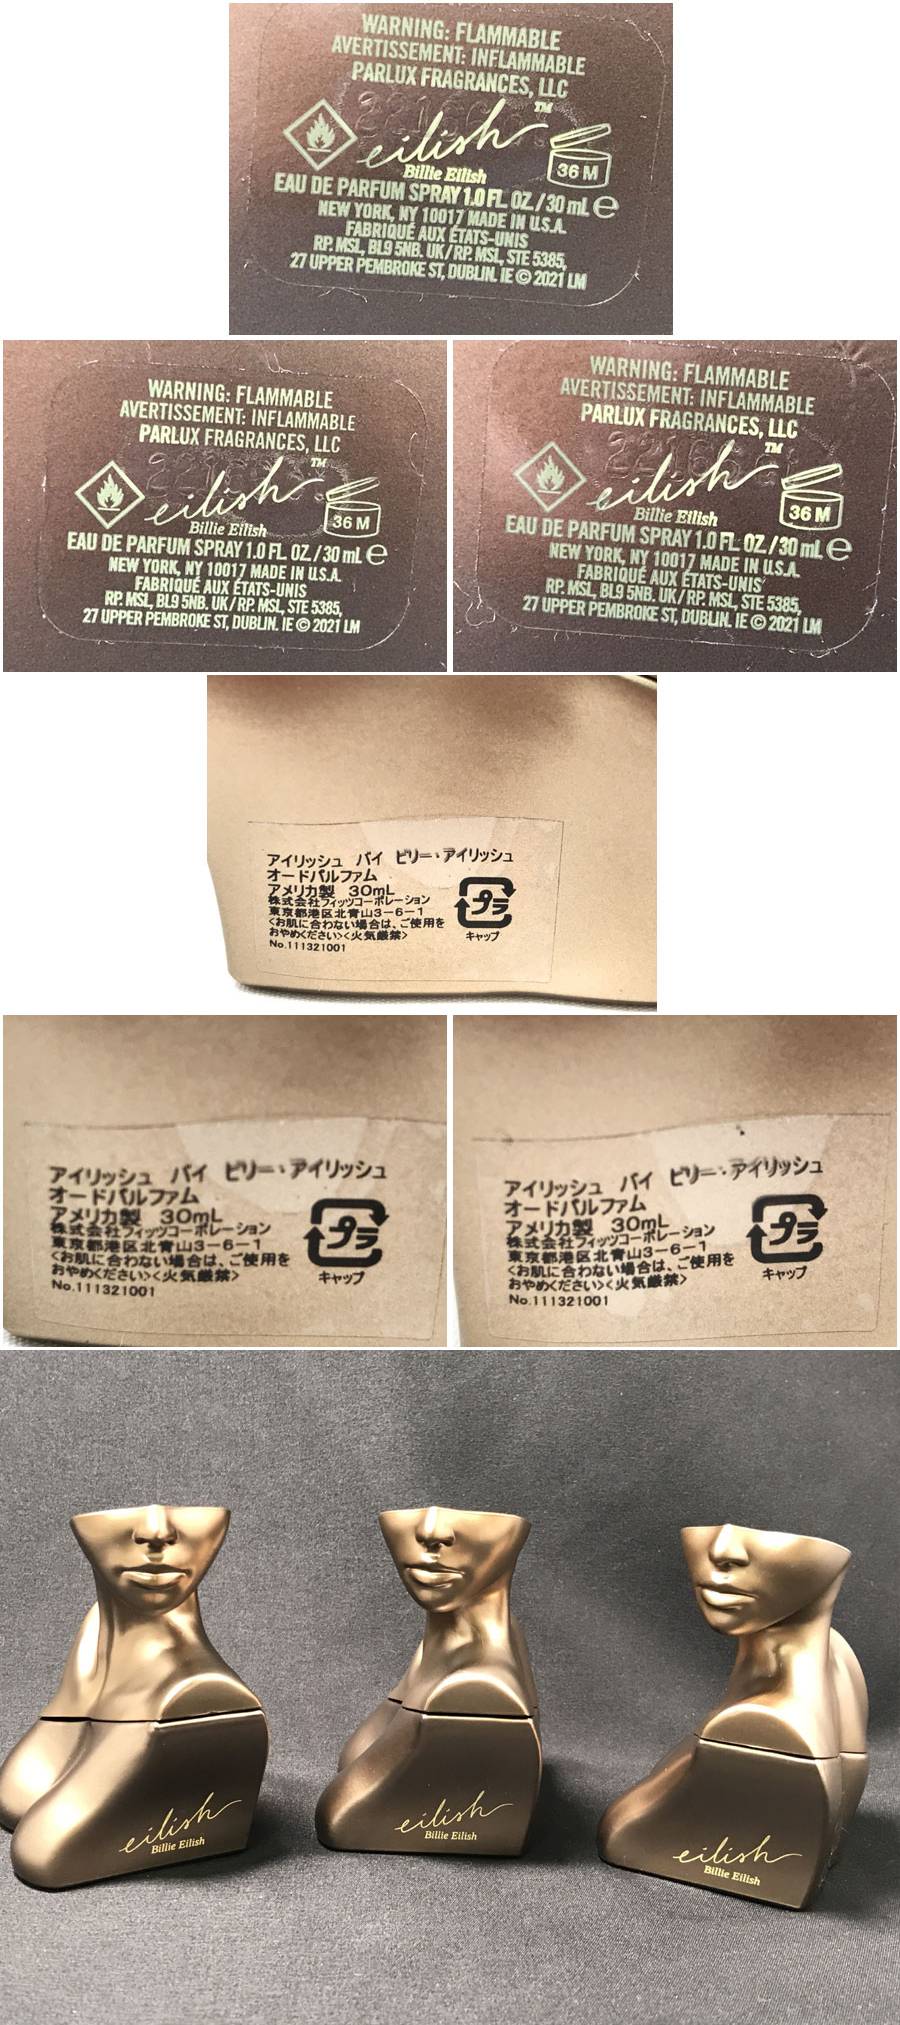 WARNING: FLAMMABLE
AVERTISSEMENT: INFLAMMABLE
PARLUX FRAGRANCES, LLC
eilish™
Billie Eilish
36 M
EAU DE PARFUM SPRAY 1.0 FL. OZ. / 30 mL ℮
NEW YORK, NY 10017 MADE IN U.S.A.
FABRIQUÉ AUX ÉTATS-UNIS
RP. MSL, BL9 5NB. UK / RP. MSL, STE 5385,
27 UPPER PEMBROKE ST, DUBLIN. IE © 2021 LM
WARNING: FLAMMABLE
AVERTISSEMENT: INFLAMMABLE
PARLUX FRAGRANCES, LLC
eilish™
Billie Eilish
36 M
EAU DE PARFUM SPRAY 1.0 FL. OZ. / 30 mL ℮
NEW YORK, NY 10017 MADE IN U.S.A.
FABRIQUÉ AUX ÉTATS-UNIS
RP. MSL, BL9 5NB. UK / RP. MSL, STE 5385,
27 UPPER PEMBROKE ST, DUBLIN. IE © 2021 LM
WARNING: FLAMMABLE
AVERTISSEMENT: INFLAMMABLE
PARLUX FRAGRANCES, LLC
eilish™
Billie Eilish
36 M
EAU DE PARFUM SPRAY 1.0 FL. OZ. / 30 mL ℮
NEW YORK, NY 10017 MADE IN U.S.A.
FABRIQUÉ AUX ÉTATS-UNIS
RP. MSL, BL9 5NB. UK / RP. MSL, STE 5385,
27 UPPER PEMBROKE ST, DUBLIN. IE © 2021 LM
アイリッシュ バイ ビリー・アイリッシュ
オードパルファム
アメリカ製 30mL
株式会社フィッツコーポレーション
東京都港区北青山3-6-1
<お肌に合わない場合は、ご使用を
おやめください><火気厳禁>
No.111321001
プラ
キャップ
アイリッシュ バイ ビリー・アイリッシュ
オードパルファム
アメリカ製 30mL
株式会社フィッツコーポレーション
東京都港区北青山3-6-1
<お肌に合わない場合は、ご使用を
おやめください><火気厳禁>
No.111321001
プラ
キャップ
アイリッシュ バイ ビリー・アイリッシュ
オードパルファム
アメリカ製 30mL
株式会社フィッツコーポレーション
東京都港区北青山3-6-1
<お肌に合わない場合は、ご使用を
おやめください><火気厳禁>
No.111321001
プラ
キャップ
eilish
Billie Eilish
eilish
Billie Eilish
eilish
Billie Eilish